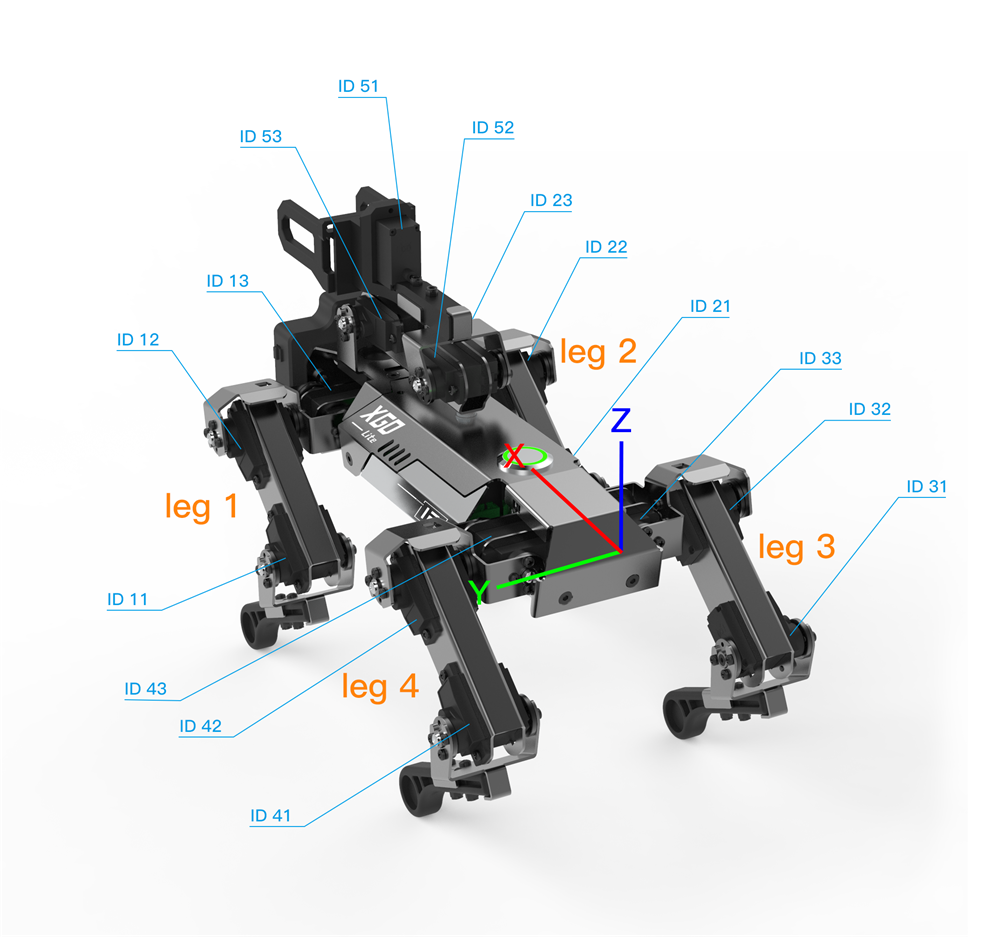 ID 51
ID 52
ID 53
ID 23
ID 22
ID 13
ID 21
ID 12
leg 2
ID 33
Z
ID 32
XGO
Lite
X
leg 1
ID 31
leg 3
Y
ID 11
leg 4
ID 43
ID 42
ID 41